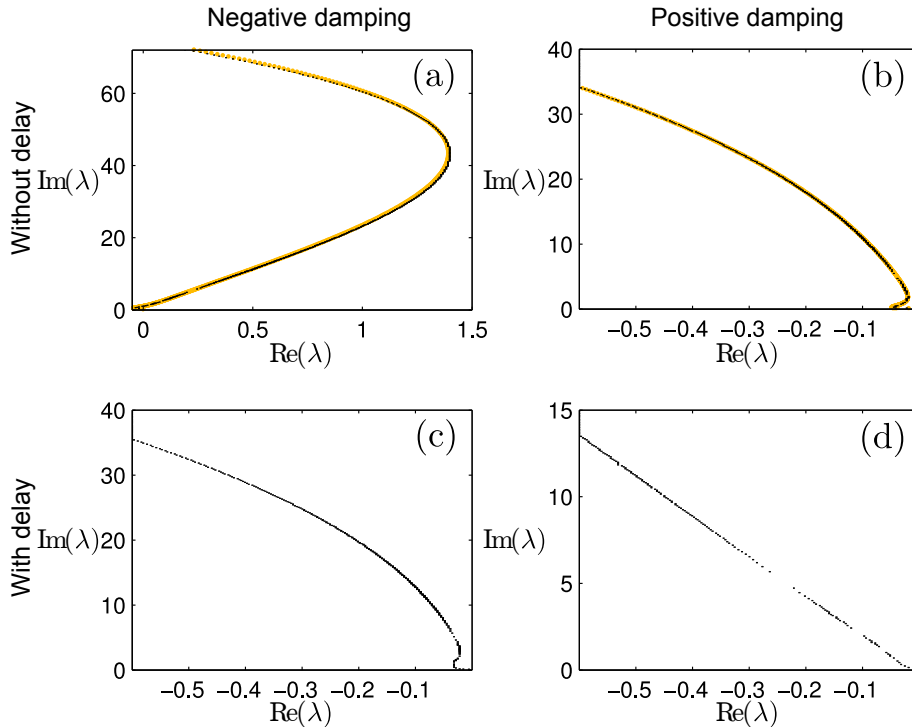 Negative damping
Positive damping
Without delay
With delay
(a)
Im(λ)
60
40
20
0
0
0.5
1
1.5
Re(λ)
(b)
Im(λ)
40
30
20
10
0
−0.5
−0.4
−0.3
−0.2
−0.1
Re(λ)
(c)
Im(λ)
40
30
20
10
0
−0.5
−0.4
−0.3
−0.2
−0.1
Re(λ)
(d)
Im(λ)
15
10
5
0
−0.5
−0.4
−0.3
−0.2
−0.1
Re(λ)